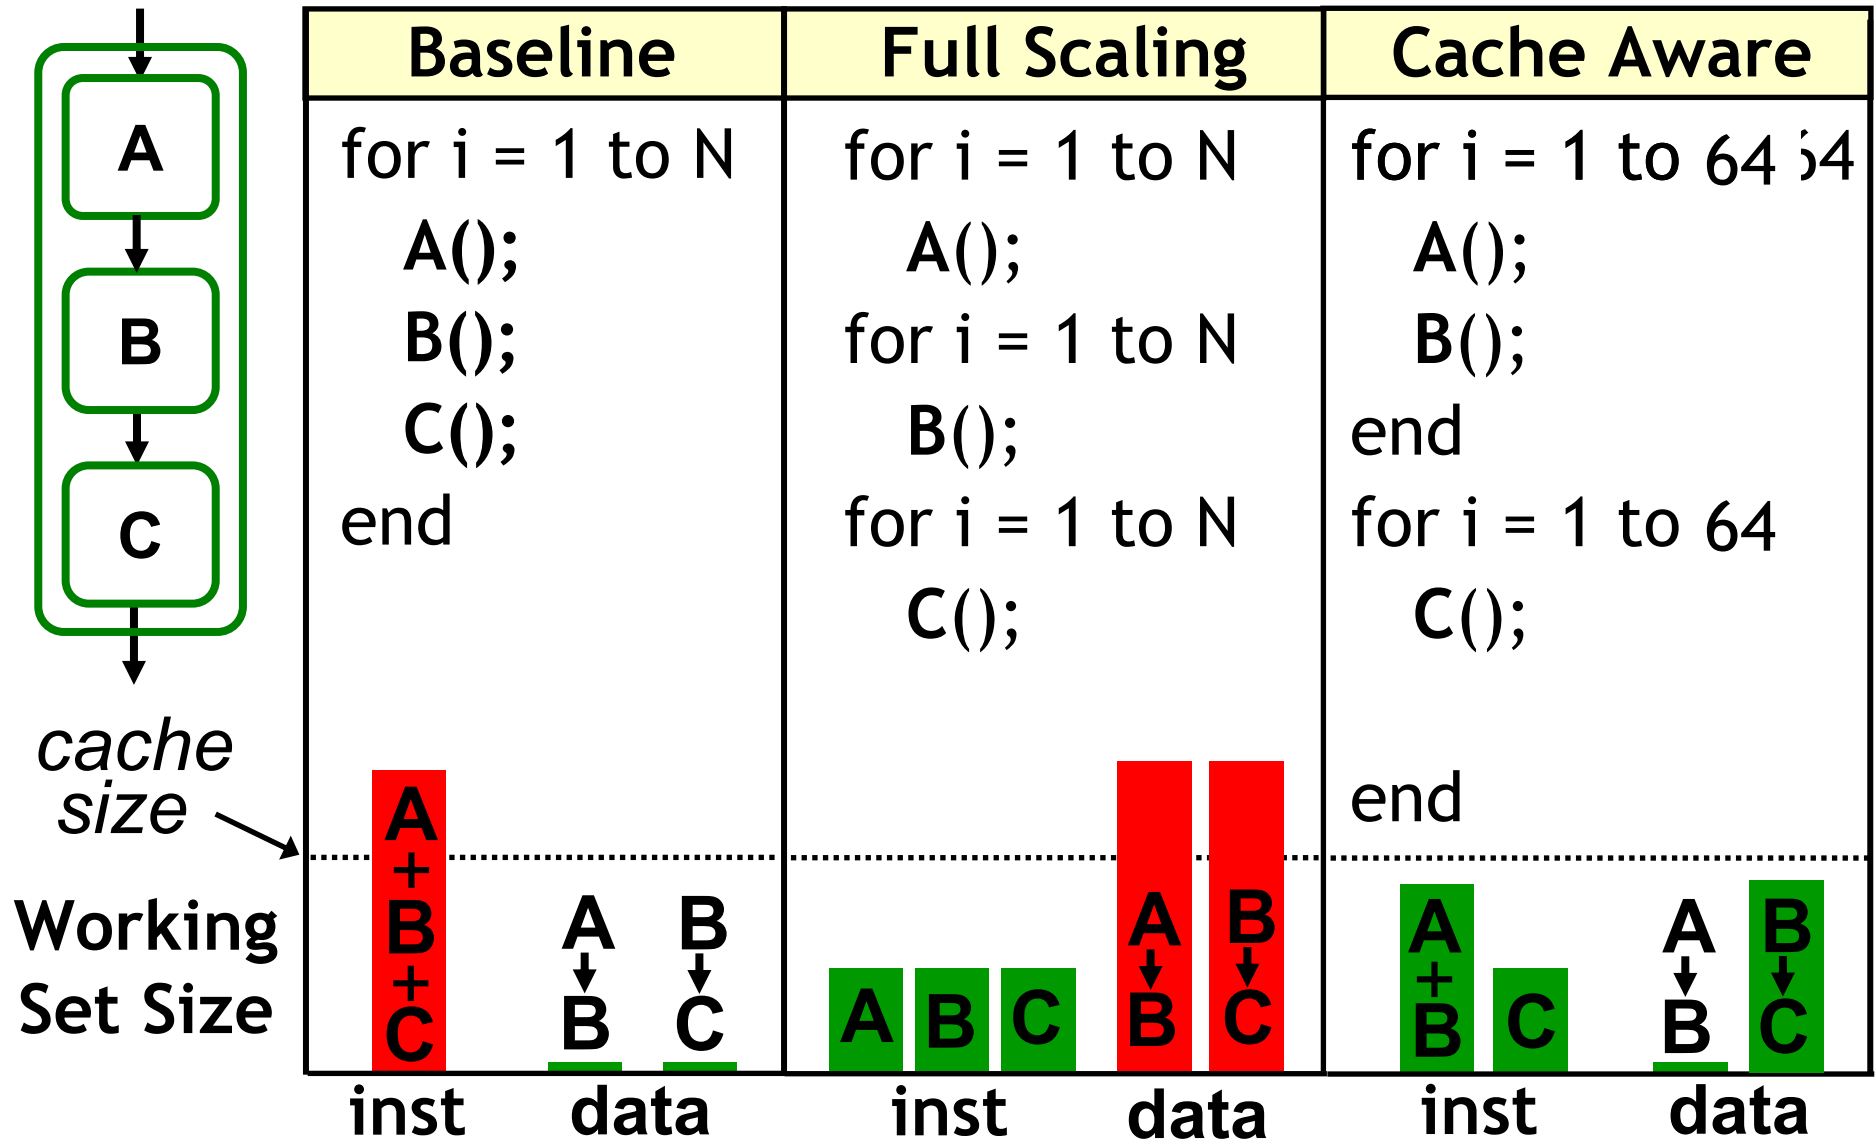 A
B
C
cache
size
Working
Set Size
Baseline
for i = 1 to N
A();
B();
C();
end
A
+
B
+
C
A
B
B
C
inst
data
Full Scaling
for i = 1 to N
A();
for i = 1 to N
B();
for i = 1 to N
C();
A
B
C
A
B
B
C
inst
data
Cache Aware
for i = 1 to 64
A();
B();
end
for i = 1 to 64
C();
end
A
+
B
C
A
B
B
C
inst
data